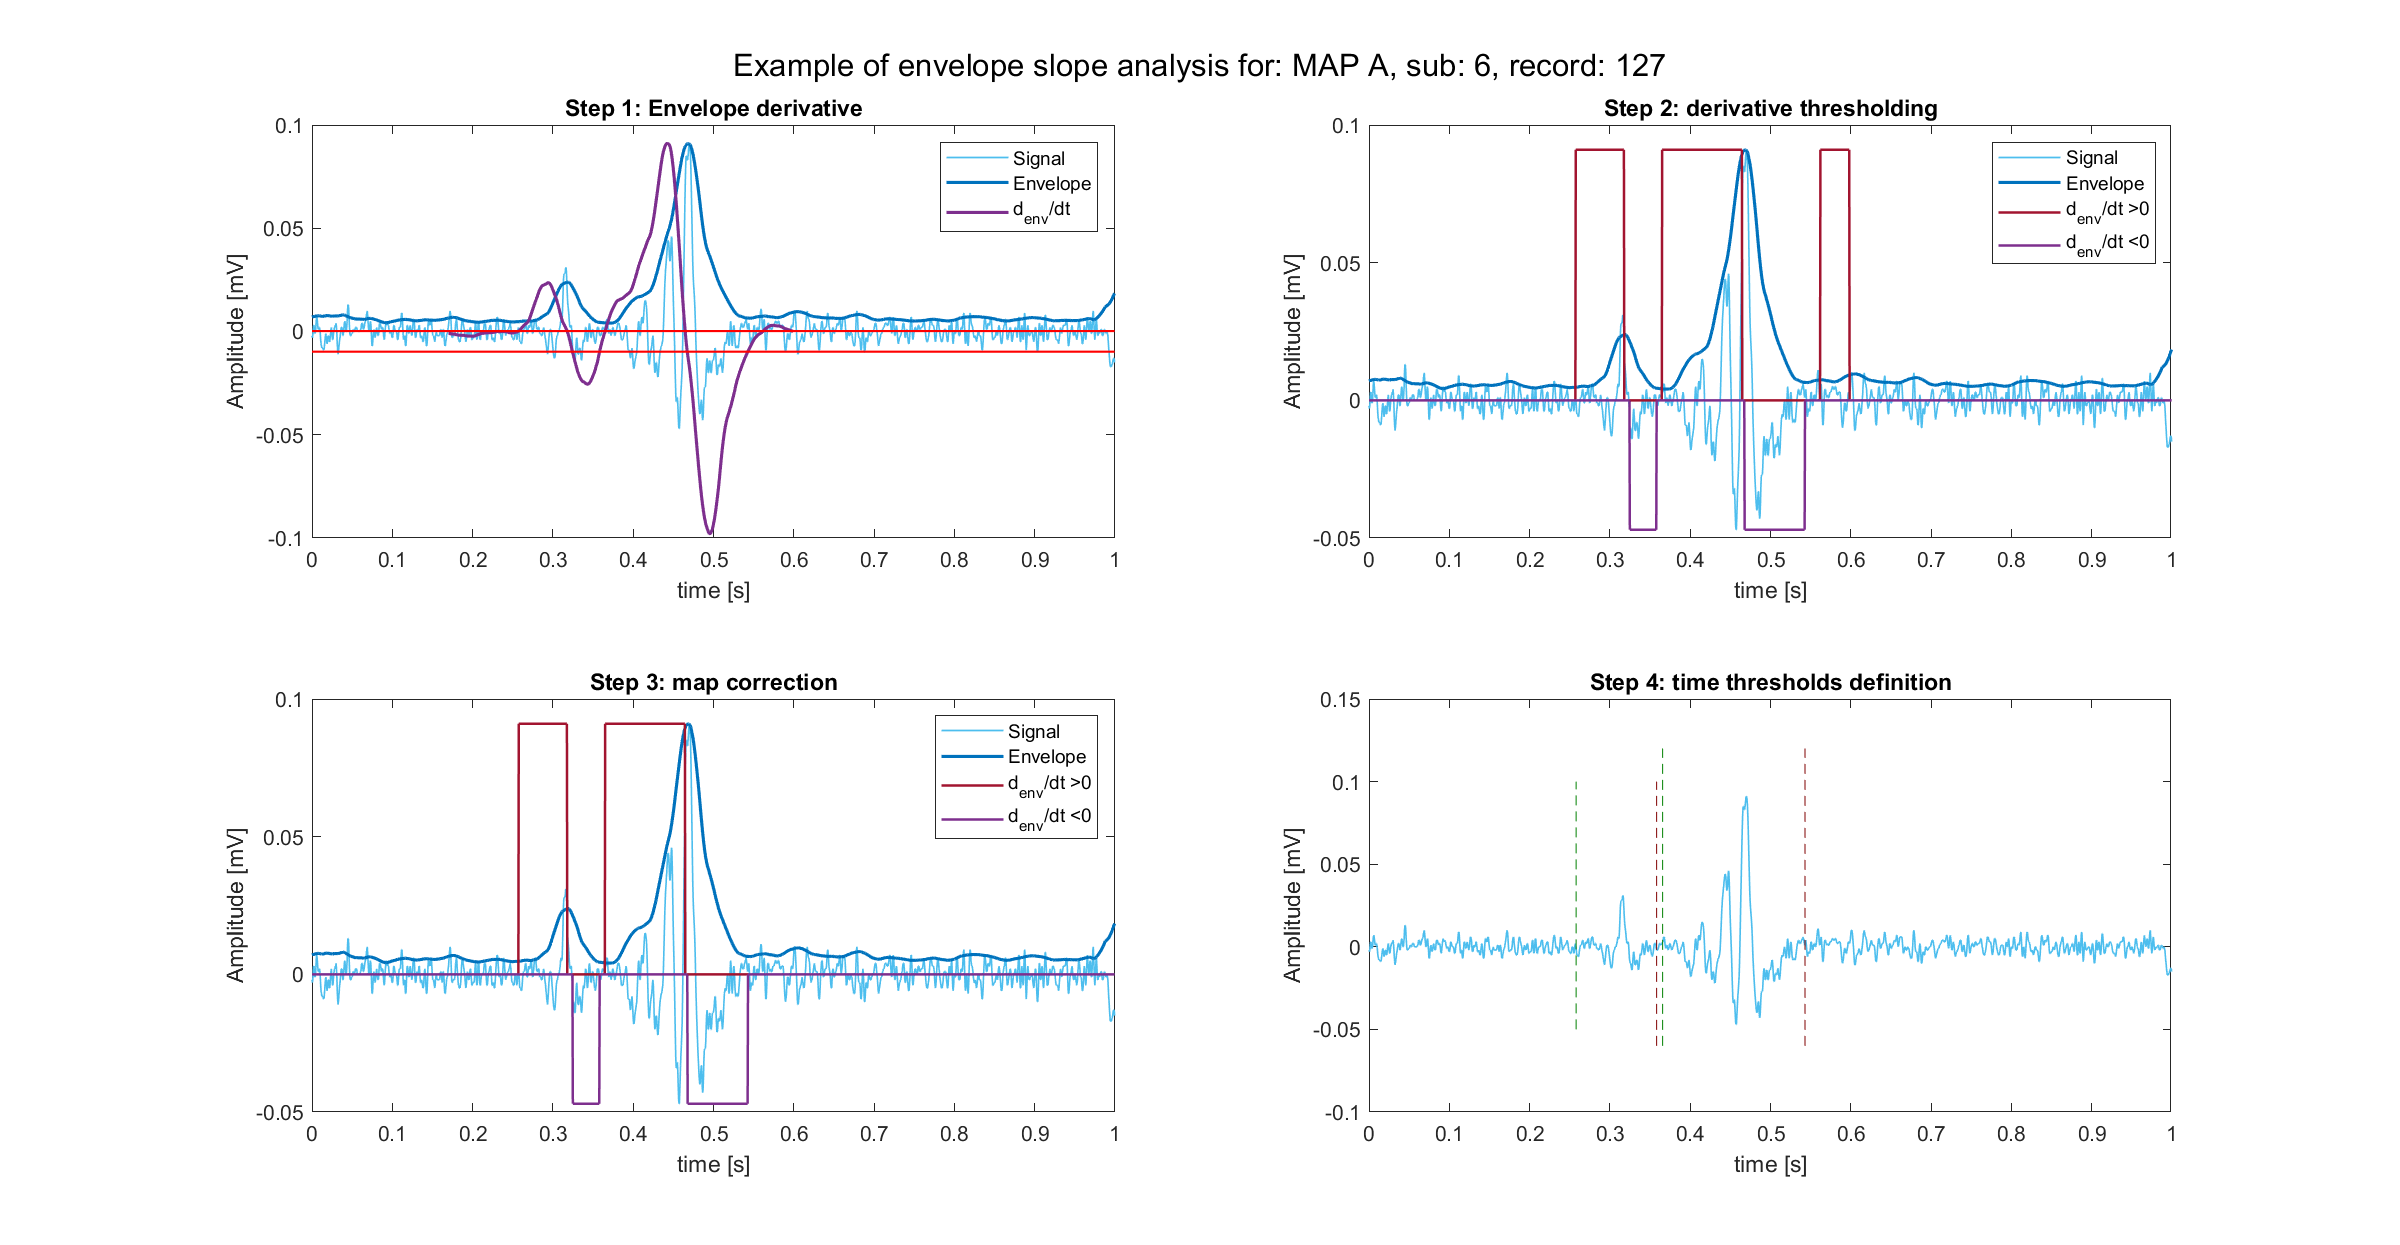 Example of envelope slope analysis for: MAP A, sub: 6, record: 127
Step 1: Envelope derivative
0.1
0.05
0
-0.05
-0.1
Amplitude [mV]
0 0.1 0.2 0.3 0.4 0.5 0.6 0.7 0.8 0.9 1
time [s]
Signal
Envelope
d_env/dt
Step 2: derivative thresholding
0.1
0.05
0
-0.05
Amplitude [mV]
0 0.1 0.2 0.3 0.4 0.5 0.6 0.7 0.8 0.9 1
time [s]
Signal
Envelope
d_env/dt >0
d_env/dt <0
Step 3: map correction
0.1
0.05
0
-0.05
Amplitude [mV]
0 0.1 0.2 0.3 0.4 0.5 0.6 0.7 0.8 0.9 1
time [s]
Signal
Envelope
d_env/dt >0
d_env/dt <0
Step 4: time thresholds definition
0.15
0.1
0.05
0
-0.05
-0.1
Amplitude [mV]
0 0.1 0.2 0.3 0.4 0.5 0.6 0.7 0.8 0.9 1
time [s]